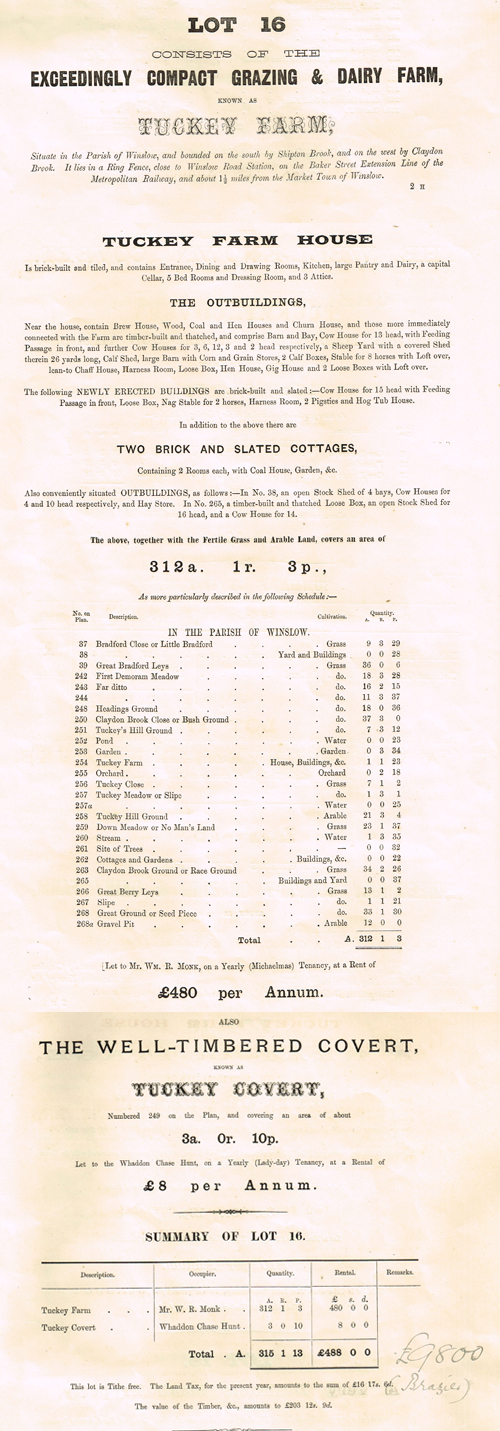 LOT 16
CONSISTS OF THE
EXCEEDINGLY COMPACT GRAZING & DAIRY FARM,
KNOWN AS
TUCKEY FARM,
Situate in the Parish of Winslow, and bounded on the south by Shipton Brook, and on the west by Claydon
Brook. It lies in a Ring Fence, close to Winslow Road Station, on the Baker Street Extension Line of the
Metropolitan Railway, and about 1½ miles from the Market Town of Winslow.
2 H
TUCKEY FARM HOUSE
Is brick-built and tiled, and contains Entrance, Dining and Drawing Rooms, Kitchen, large Pantry and Dairy, a capital
Cellar, 5 Bed Rooms and Dressing Room, and 3 Attics.
THE OUTBUILDINGS,
Near the house, contain Brew House, Wood, Coal and Hen Houses and Churn House, and those more immediately
connected with the Farm are timber-built and thatched, and comprise Barn and Bay, Cow House for 13 head, with Feeding
Passage in front, and further Cow Houses for 3, 6, 12, 3 and 2 head respectively, a Sheep Yard with a covered Shed
therein 26 yards long, Calf Shed, large Barn with Corn and Grain Stores, 2 Calf Boxes, Stable for 8 horses with Loft over,
lean-to Chaff House, Harness Room, Loose Box, Hen House, Gig House and 2 Loose Boxes with Loft over.
The following NEWLY ERECTED BUILDINGS are brick-built and slated :—Cow House for 15 head with Feeding
Passage in front, Loose Box, Nag Stable for 2 horses, Harness Room, 2 Pigsties and Hog Tub House.
In addition to the above there are
TWO BRICK AND SLATED COTTAGES,
Containing 2 Rooms each, with Coal House, Garden, &c.
Also conveniently situated OUTBUILDINGS, as follows :—In No. 38, an open Stock Shed of 4 bays, Cow Houses for
4 and 10 head respectively, and Hay Store. In No. 265, a timber-built and thatched Loose Box, an open Stock Shed for
16 head, and a Cow House for 14.
The above, together with the Fertile Grass and Arable Land, covers an area of
312a. 1r. 3p.,
As more particularly described in the following Schedule :—
No. on Plan. Description. Cultivation. Quantity. A. R. P.
IN THE PARISH OF WINSLOW.
37 Bradford Close or Little Bradford . . . . Grass 9 3 29
38 . . . . . . Yard and Buildings 0 0 28
39 Great Bradford Leys . . . . . . Grass 36 0 6
242 First Demoram Meadow . . . . . do. 18 3 28
243 Far ditto . . . . . . do. 16 2 15
244 . . . . . . do. 11 3 37
248 Headings Ground . . . . . . do. 18 0 36
250 Claydon Brook Close or Bush Ground . . . . do. 37 3 0
251 Tuckey's Hill Ground . . . . . do. 7 3 12
252 Pond . . . . . . Water 0 0 23
253 Garden . . . . . . Garden 0 3 34
254 Tuckey Farm . . . . House, Buildings, &c. 1 1 23
255 Orchard . . . . . . Orchard 0 2 18
256 Tuckey Close . . . . . . Grass 7 1 2
257 Tuckey Meadow or Slipe . . . . . do. 1 3 1
257a . . . . . . Water 0 0 25
258 Tuckey Hill Ground . . . . . Arable 21 3 4
259 Down Meadow or No Man's Land . . . . Grass 23 1 37
260 Stream . . . . . . Water 1 3 35
261 Site of Trees . . . . . . — 0 0 32
262 Cottages and Gardens . . . . Buildings, &c. 0 0 22
263 Claydon Brook Ground or Race Ground . . . Grass 34 2 26
265 . . . . . Buildings and Yard 0 0 37
266 Great Berry Leys . . . . . Grass 13 1 2
267 Slipe . . . . . . do. 1 1 21
268 Great Ground or Seed Piece . . . . do. 33 1 30
268a Gravel Pit . . . . . . Arable 12 0 0
Total . . A. 312 1 3
Let to Mr. WM. R. MONK, on a Yearly (Michaelmas) Tenancy, at a Rent of
£480 per Annum.
ALSO
THE WELL-TIMBERED COVERT,
KNOWN AS
TUCKEY COVERT,
Numbered 249 on the Plan, and covering an area of about
3a. 0r. 10p.
Let to the Whaddon Chase Hunt, on a Yearly (Lady-day) Tenancy, at a Rental of
£8 per Annum.
SUMMARY OF LOT 16.
Description. Occupier. Quantity. Rental. Remarks.
A. R. P. £ s. d.
Tuckey Farm . . . Mr. W. R. Monk . . 312 1 3 480 0 0
Tuckey Covert . . Whaddon Chase Hunt . 3 0 10 8 0 0
Total . A. 315 1 13 £488 0 0
£9800
(Brazier)
This lot is Tithe free. The Land Tax, for the present year, amounts to the sum of £16 17s. 6d.
The value of the Timber, &c., amounts to £203 12s. 9d.